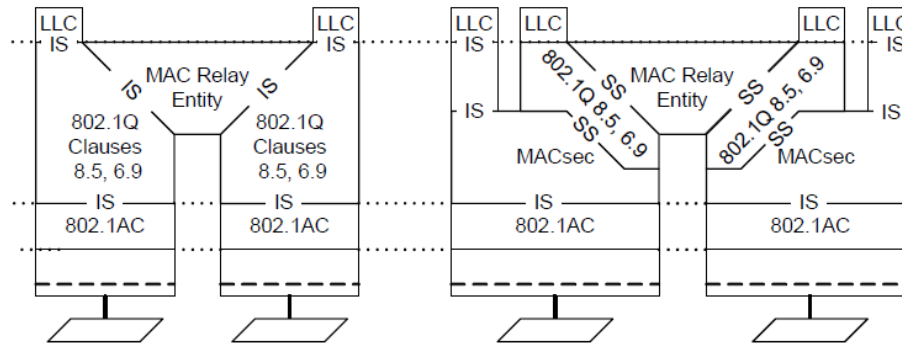 LLC
IS
LLC
IS
IS
MAC Relay
Entity
IS
802.1Q
Clauses
8.5, 6.9
802.1Q
Clauses
8.5, 6.9
IS
802.1AC
IS
802.1AC
LLC
IS
LLC
LLC
LLC
IS
IS
802.1Q 8.5, 6.9
SS
SS
MAC Relay
Entity
SS
802.1Q 8.5, 6.9
SS
IS
MACsec
MACsec
IS
802.1AC
IS
802.1AC